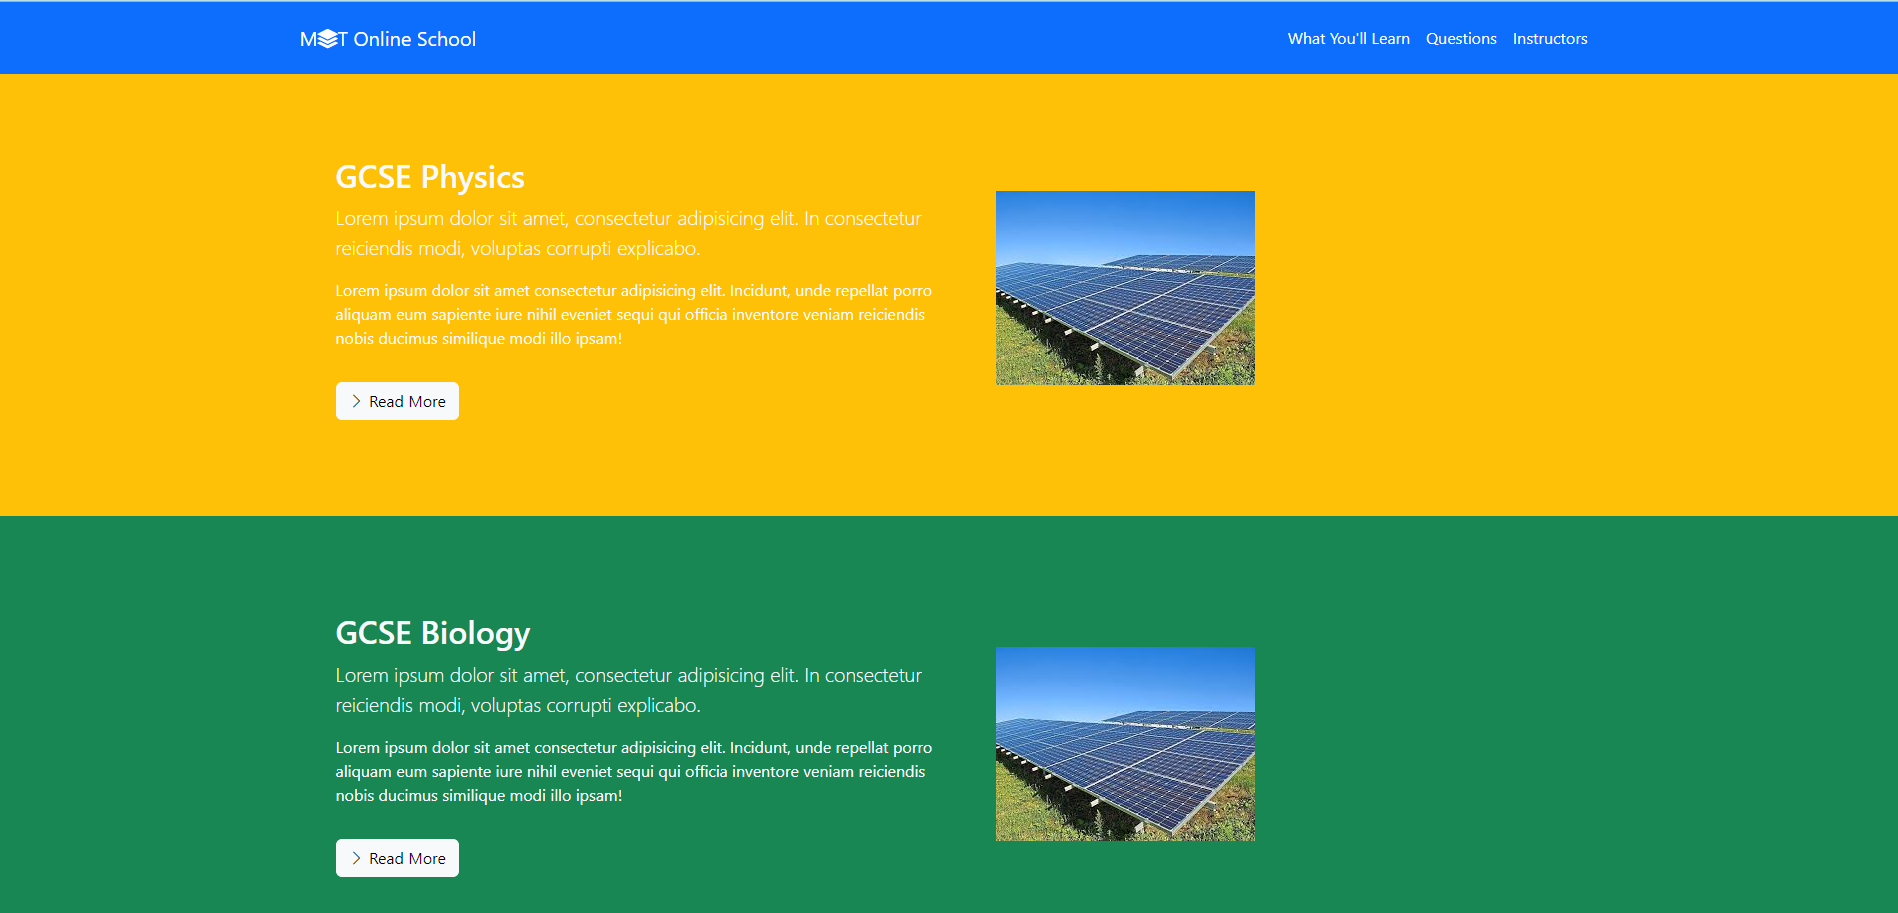 MT Online School
What You'll Learn Questions Instructors
GCSE Physics
Lorem ipsum dolor sit amet, consectetur adipisicing elit. In consectetur
reiciendis modi, voluptas corrupti explicabo.
Lorem ipsum dolor sit amet consectetur adipisicing elit. Incidunt, unde repellat porro
aliquam eum sapiente iure nihil eveniet sequi qui officia inventore veniam reiciendis
nobis ducimus similique modi illo ipsam!
Read More
GCSE Biology
Lorem ipsum dolor sit amet, consectetur adipisicing elit. In consectetur
reiciendis modi, voluptas corrupti explicabo.
Lorem ipsum dolor sit amet consectetur adipisicing elit. Incidunt, unde repellat porro
aliquam eum sapiente iure nihil eveniet sequi qui officia inventore veniam reiciendis
nobis ducimus similique modi illo ipsam!
Read More